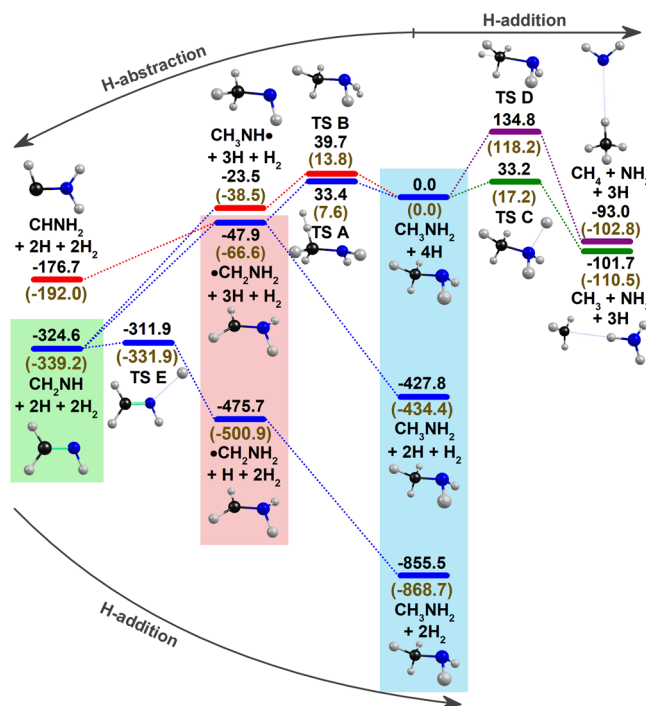 H-abstraction
H-addition
CH₃NH•
+ 3H + H₂
-23.5
(-38.5)
TS B
39.7
(13.8)
33.4
(7.6)
TS A
0.0
(0.0)
CH₃NH₂
+ 4H
TS D
134.8
(118.2)
33.2
(17.2)
TS C
CH₄ + NH₂
+ 3H
-93.0
(-102.8)
-101.7
(-110.5)
CH₃ + NH₂
+ 3H
CHNH₂
+ 2H + 2H₂
-176.7
(-192.0)
-47.9
(-66.6)
•CH₂NH₂
+ 3H + H₂
-324.6
(-339.2)
CH₂NH
+ 2H + 2H₂
-311.9
(-331.9)
TS E
-475.7
(-500.9)
•CH₂NH₂
+ H + 2H₂
-427.8
(-434.4)
CH₃NH₂
+ 2H + H₂
-855.5
(-868.7)
CH₃NH₂
+ 2H₂
H-addition